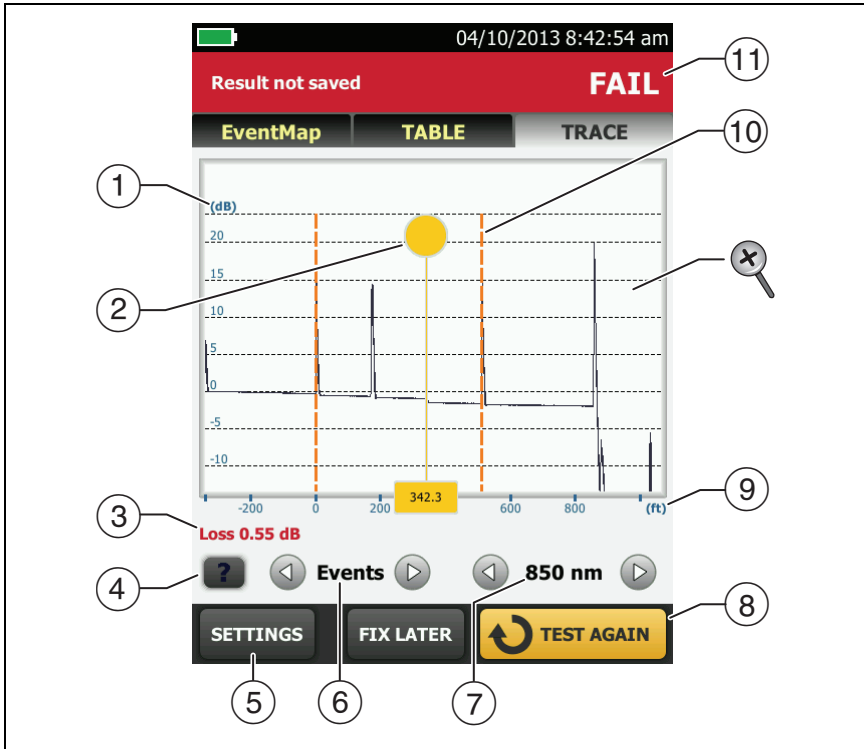 04/10/2013 8:42:54 am
11
Result not saved FAIL
EventMap TABLE TRACE
10
1
(dB)
20
2
15
10
5
0
-5
-10
342.3
9
-200 0 200 600 800 (ft)
3
Loss 0.55 dB
4
? Events 850 nm
8
SETTINGS FIX LATER TEST AGAIN
5 6 7